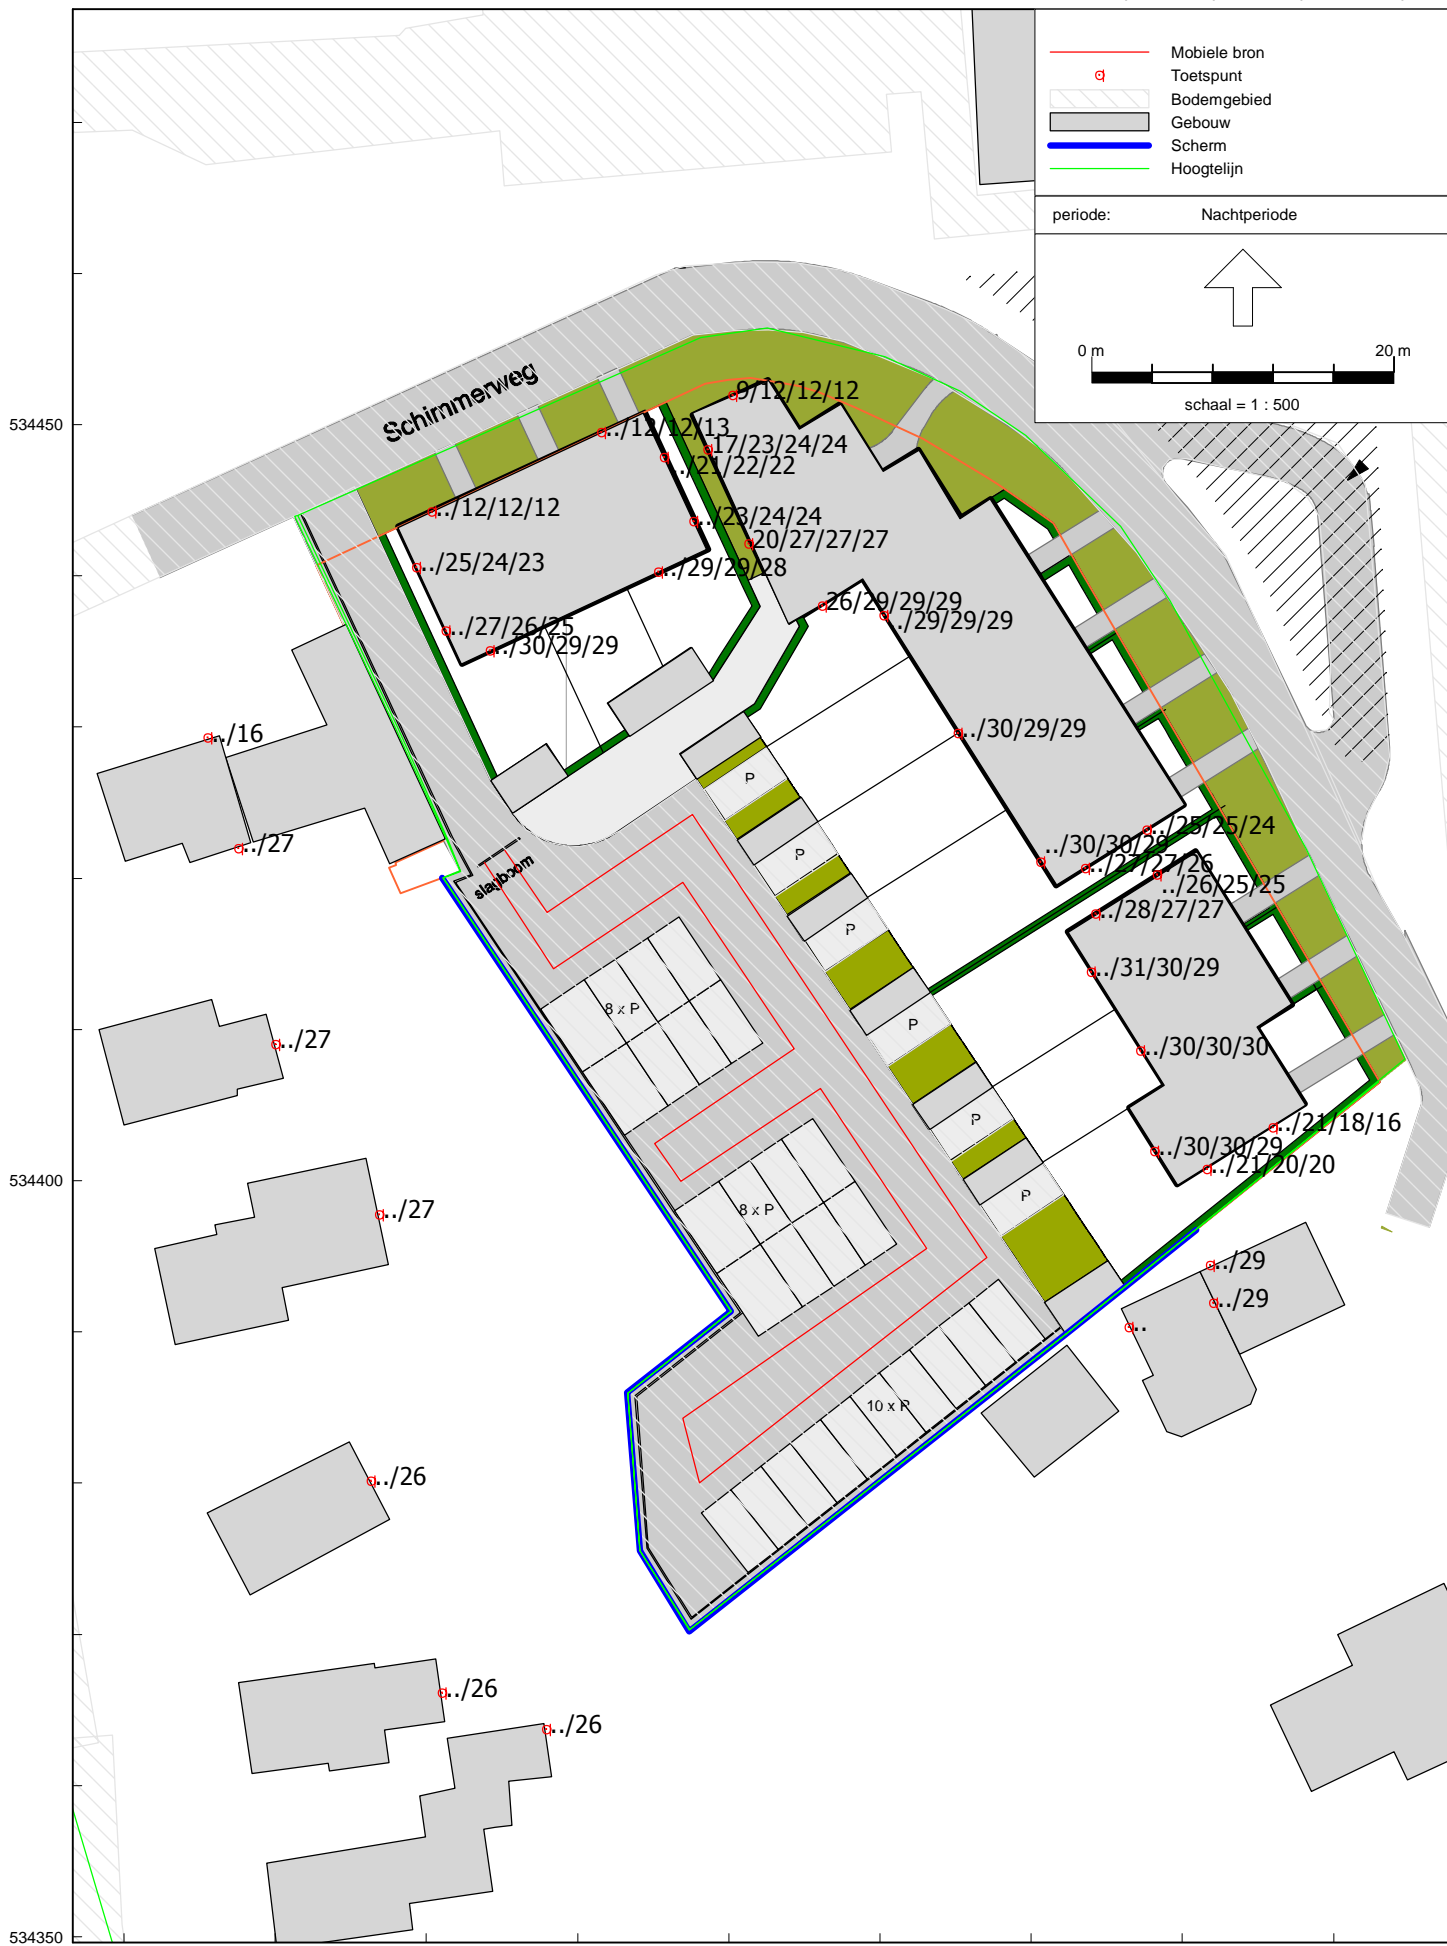 Mobiele bron
Toetspunt
Bodemgebied
Gebouw
Scherm
Hoogtelijn
periode: Nachtperiode
0 m 20 m
schaal = 1 : 500
Schimmerweg
534450
9/12/12/12
../12/12/13
17/23/24/24
../21/22/22
../12/12/12
../23/24/24
20/27/27/27
../25/24/23
../29/29/28
26/29/29/29
../29/29/29
../27/26/25
../30/29/29
../16
../30/29/29
P
../25/25/24
../27
../30/30/29
../27/27/26
slagboom
P
../26/25/25
../28/27/27
P
../31/30/29
8 x P
P
../27
../30/30/30
P
../21/18/16
../30/30/29
../21/20/20
534400
P
8 x P
../27
../29
../29
..
10 x P
../26
../26
../26
534350